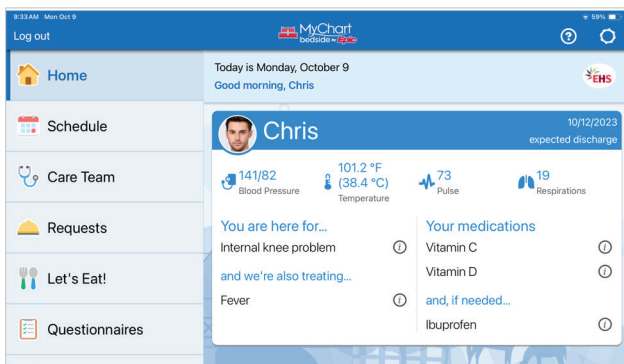 9:33 AM Mon Oct 9
59%
Log out
MyChart
bedside by Epic
Home
Schedule
Care Team
Requests
Let's Eat!
Questionnaires
Today is Monday, October 9
Good morning, Chris
EHS
Chris
10/12/2023
expected discharge
141/82
Blood Pressure
101.2 °F
(38.4 °C)
Temperature
73
Pulse
19
Respirations
You are here for...
Internal knee problem
and we're also treating...
Fever
Your medications
Vitamin C
Vitamin D
and, if needed...
Ibuprofen